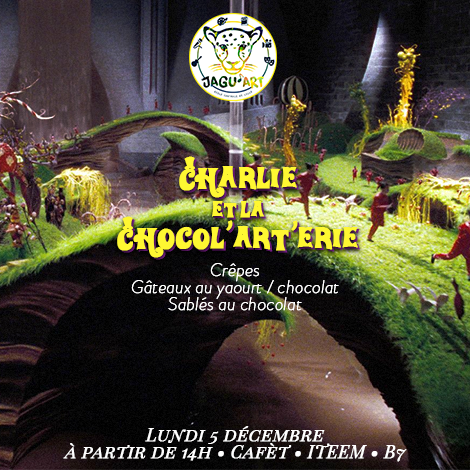 JAGU'ART
CHARLIE
ET LA
CHOCOL'ART'ERIE
Crêpes
Gâteaux au yaourt / chocolat
Sablés au chocolat
LUNDI 5 DÉCEMBRE
À PARTIR DE 14H • CAFÈT • ITEEM • B7